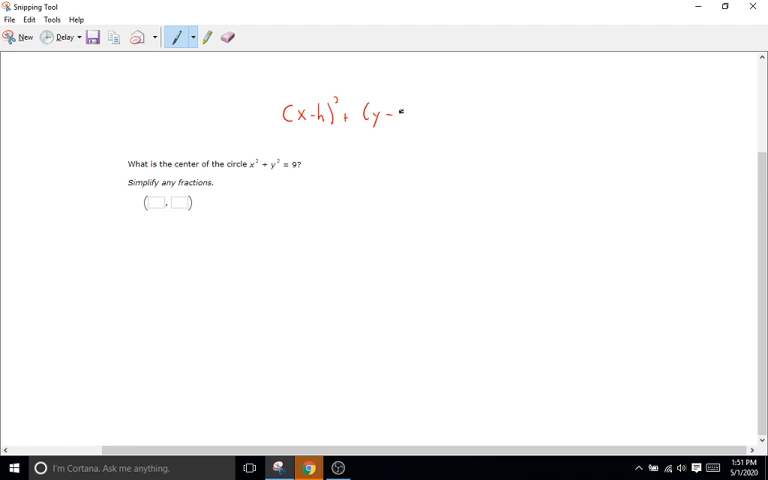 Snipping Tool
File Edit Tools Help
New Delay
(x-h)² + (y -
What is the center of the circle x² + y² = 9?
Simplify any fractions.
( , )
I'm Cortana. Ask me anything.
1:51 PM
5/1/2020